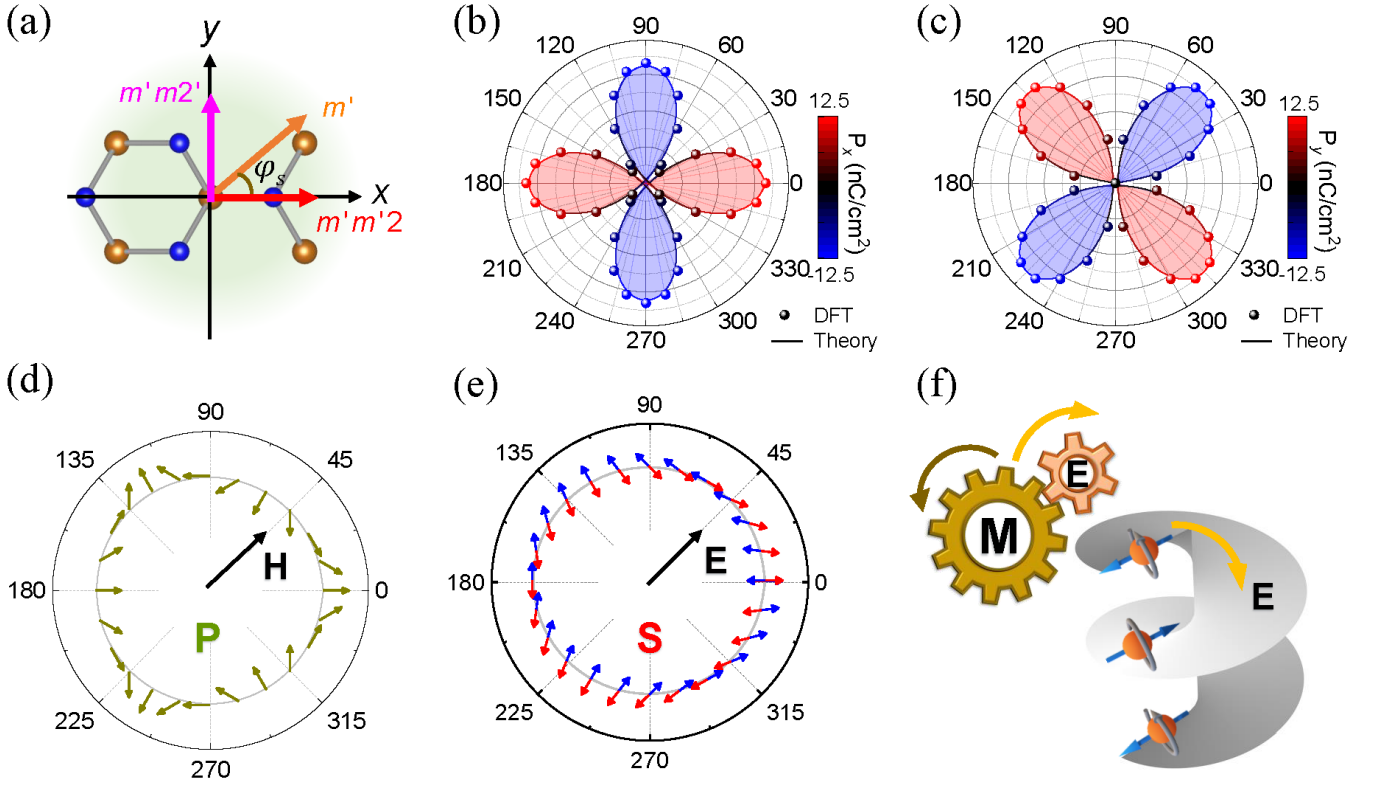 (a)
y
m'm2'
m'
φs
x
m'm'2
(b)
90
120
60
150
30
180
0
210
330
240
300
270
12.5
Px (nC/cm²)
-12.5
DFT
Theory
(c)
90
120
60
150
30
180
0
210
330
240
300
270
12.5
Py (nC/cm²)
-12.5
DFT
Theory
(d)
90
135
45
180
0
225
315
270
H
P
(e)
90
135
45
180
0
225
315
270
E
S
(f)
E
M
E